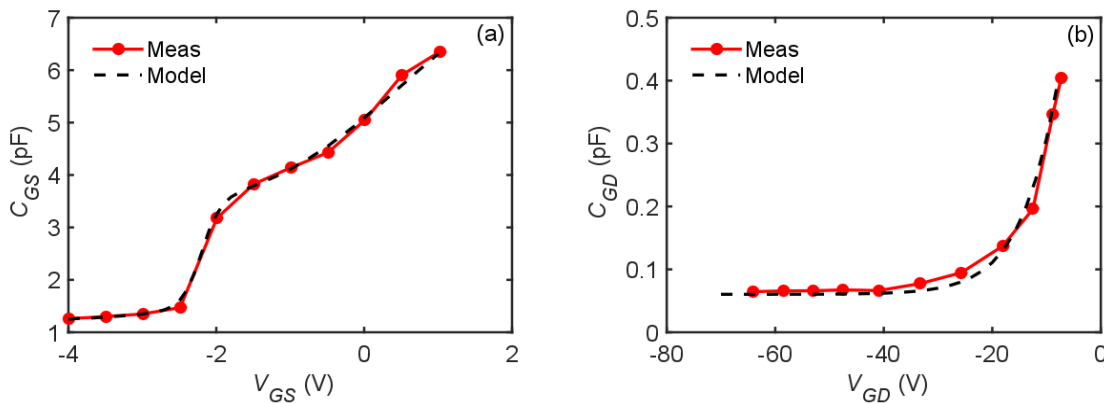 7
6
5
4
3
2
1
C_GS (pF)
(a)
Meas
Model
-4
-2
0
2
V_GS (V)
0.5
0.4
0.3
0.2
0.1
0
C_GD (pF)
(b)
Meas
Model
-80
-60
-40
-20
0
V_GD (V)